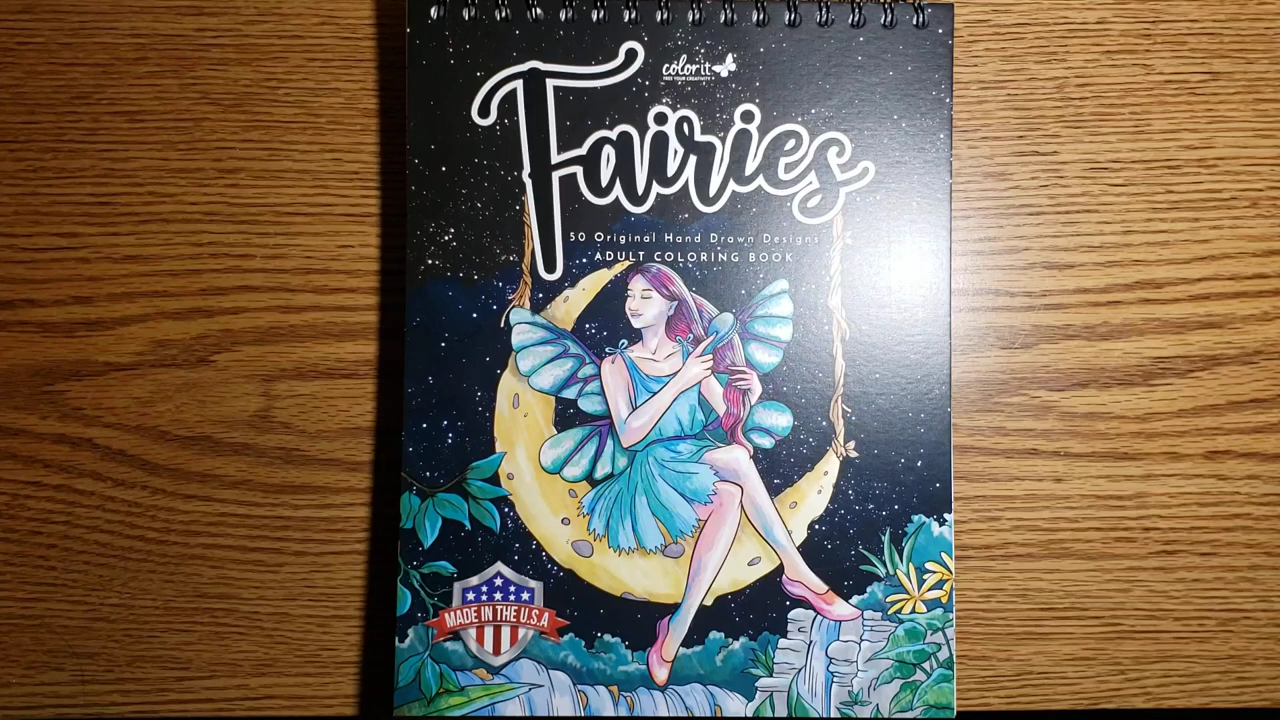 colorit
FREE YOUR CREATIVITY
Fairies
50 Original Hand Drawn Designs
ADULT COLORING BOOK
MADE IN THE U.S.A